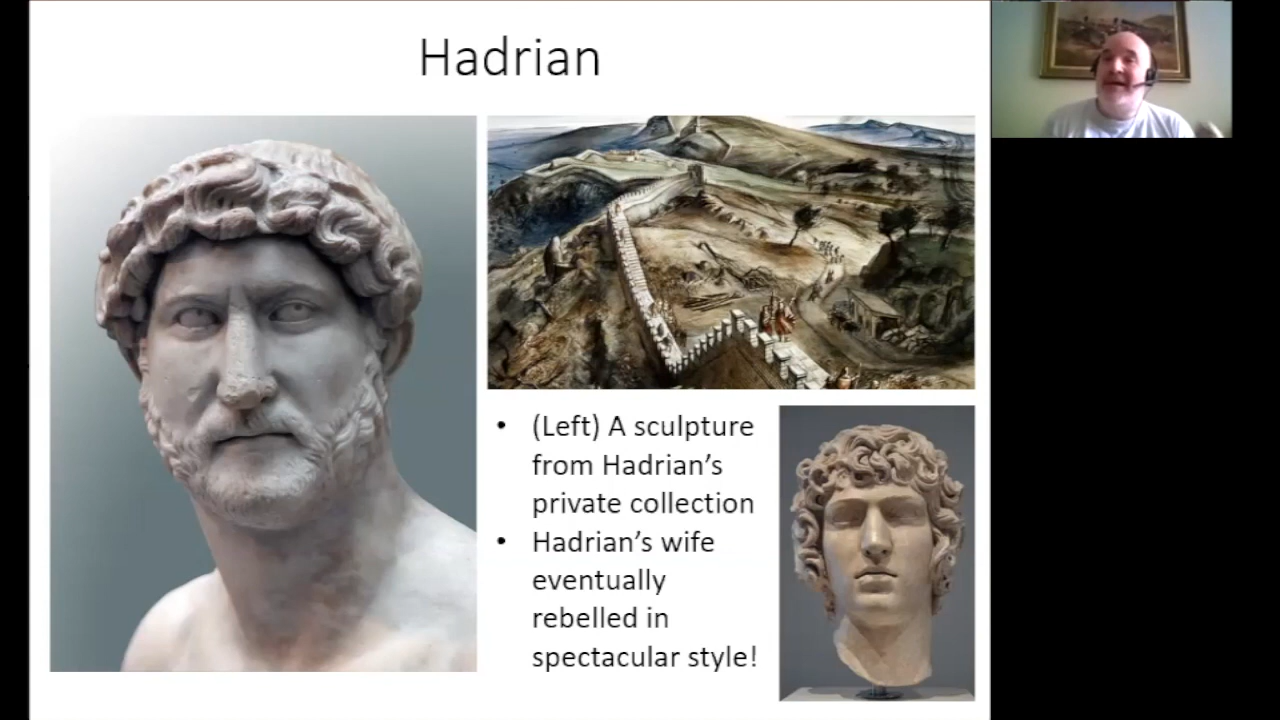 Hadrian
• (Left) A sculpture
from Hadrian’s
private collection
• Hadrian’s wife
eventually
rebelled in
spectacular style!